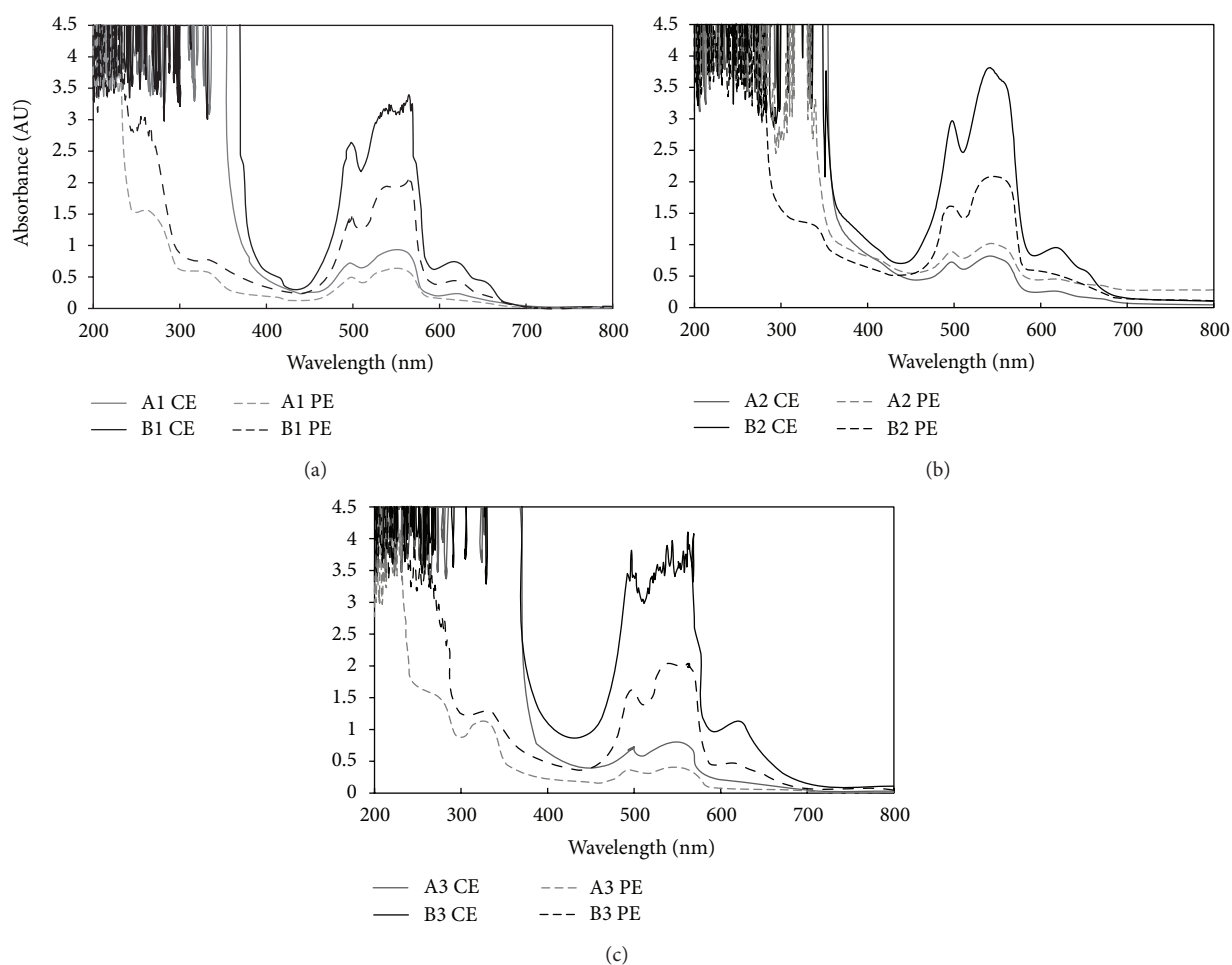 4.5
4
3.5
3
2.5
2
1.5
1
0.5
0
Absorbance (AU)
200 300 400 500 600 700 800
Wavelength (nm)
A1 CE A1 PE
B1 CE B1 PE
(a)
4.5
4
3.5
3
2.5
2
1.5
1
0.5
0
200 300 400 500 600 700 800
Wavelength (nm)
A2 CE A2 PE
B2 CE B2 PE
(b)
4.5
4
3.5
3
2.5
2
1.5
1
0.5
0
200 300 400 500 600 700 800
Wavelength (nm)
A3 CE A3 PE
B3 CE B3 PE
(c)